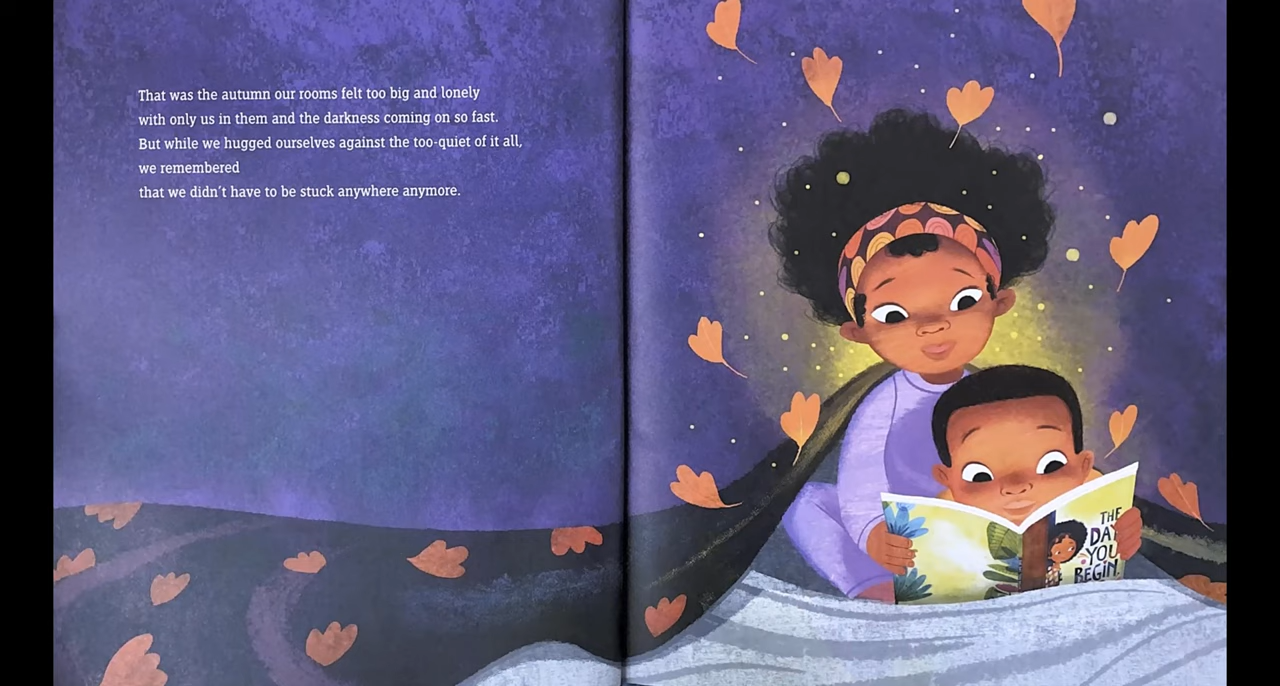 That was the autumn our rooms felt too big and lonely
with only us in them and the darkness coming on so fast.
But while we hugged ourselves against the too-quiet of it all,
we remembered
that we didn't have to be stuck anywhere anymore.
THE
DAY
YOU
BEGIN